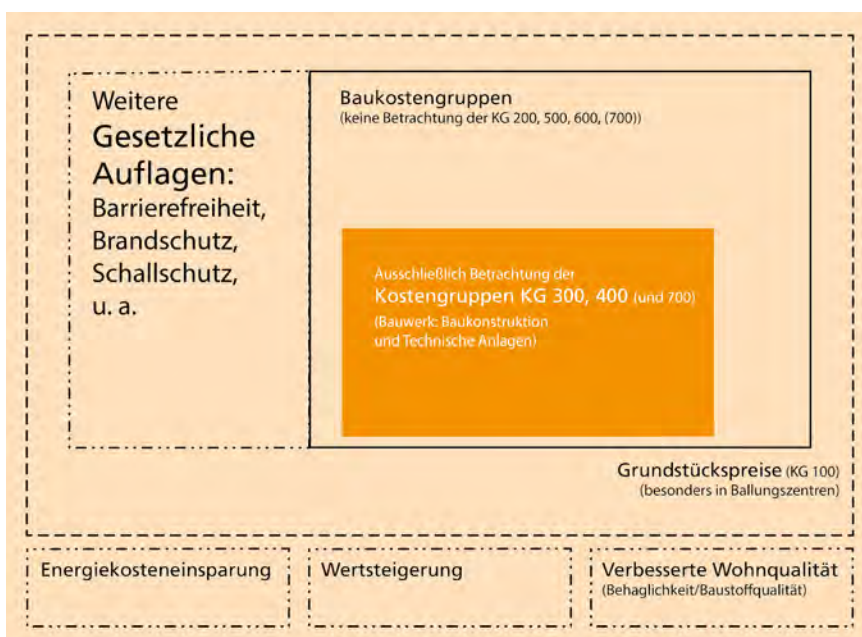 Weitere
Gesetzliche
Auflagen:
Barrierefreiheit,
Brandschutz,
Schallschutz,
u. a.
Baukostengruppen
(keine Betrachtung der KG 200, 500, 600, (700))
Ausschließlich Betrachtung der
Kostengruppen KG 300, 400 (und 700)
(Bauwerk: Baukonstruktion
und Technische Anlagen)
Grundstückspreise (KG 100)
(besonders in Ballungszentren)
Energiekosteneinsparung
Wertsteigerung
Verbesserte Wohnqualität
(Behaglichkeit/Baustoffqualität)